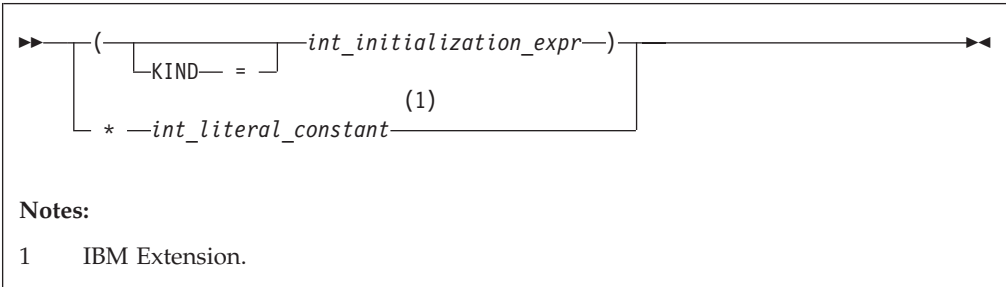 ( int_initialization_expr )
KIND =
(1)
* int_literal_constant
Notes:
1 IBM Extension.